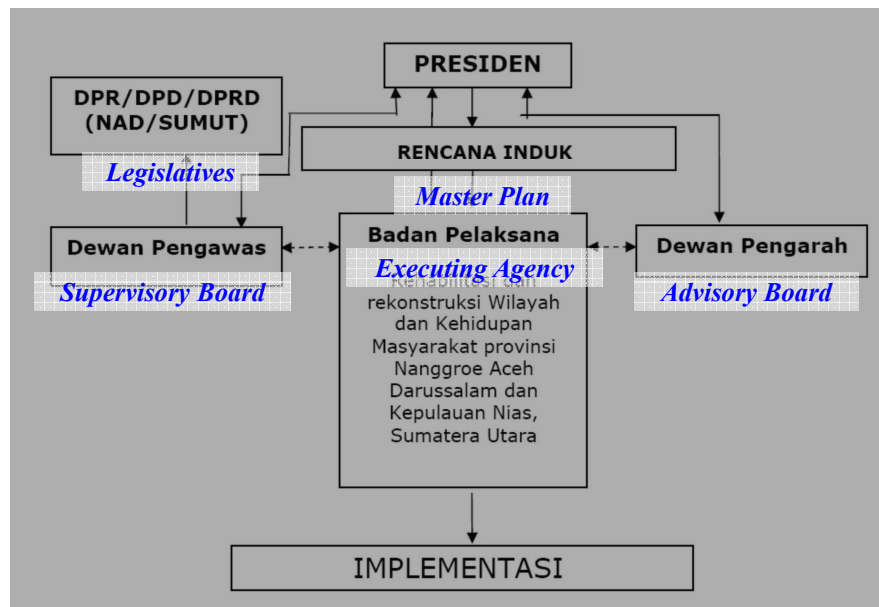 PRESIDEN
DPR/DPD/DPRD
(NAD/SUMUT)
Legislatives
RENCANA INDUK
Master Plan
Dewan Pengawas
Supervisory Board
Badan Pelaksana
Executing Agency
Rehabilitasi dan
rekonstruksi Wilayah
dan Kehidupan
Masyarakat provinsi
Nanggroe Aceh
Darussalam dan
Kepulauan Nias,
Sumatera Utara
Dewan Pengarah
Advisory Board
IMPLEMENTASI